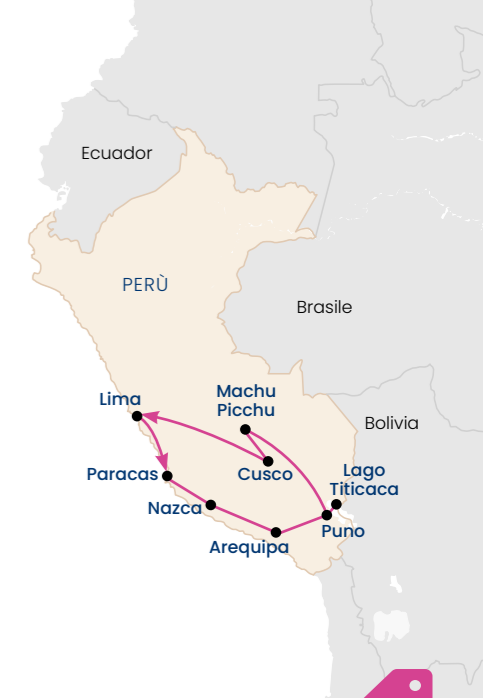 Ecuador
PERÙ
Brasile
Lima
Machu
Picchu
Bolivia
Paracas
Cusco
Lago
Titicaca
Nazca
Puno
Arequipa